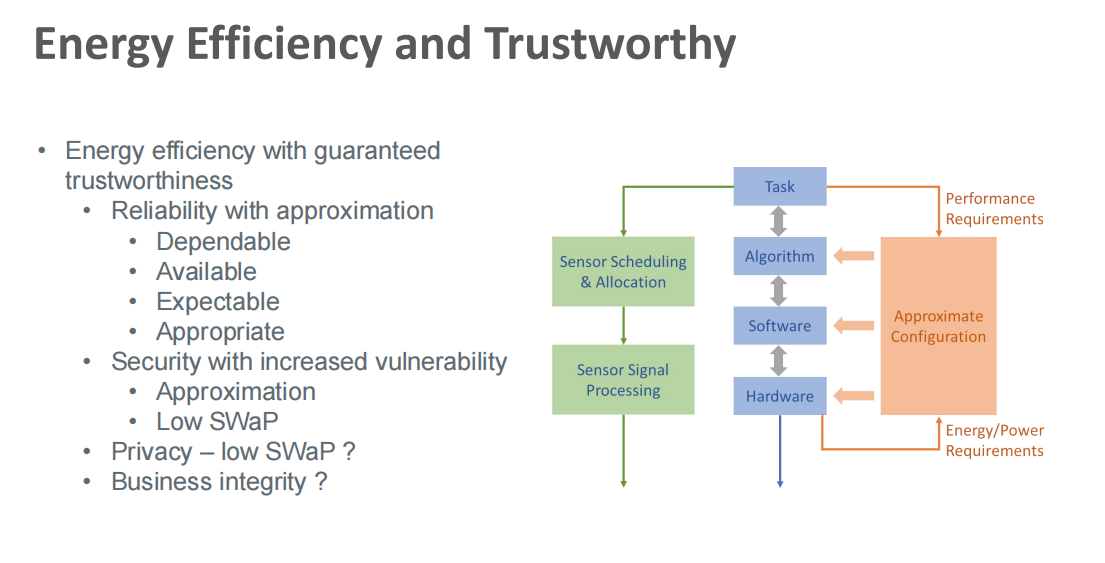 Energy Efficiency and Trustworthy
• Energy efficiency with guaranteed
trustworthiness
• Reliability with approximation
• Dependable
• Available
• Expectable
• Appropriate
• Security with increased vulnerability
• Approximation
• Low SWaP
• Privacy – low SWaP ?
• Business integrity ?
Sensor Scheduling
& Allocation
Sensor Signal
Processing
Task
Algorithm
Software
Hardware
Performance
Requirements
Approximate
Configuration
Energy/Power
Requirements